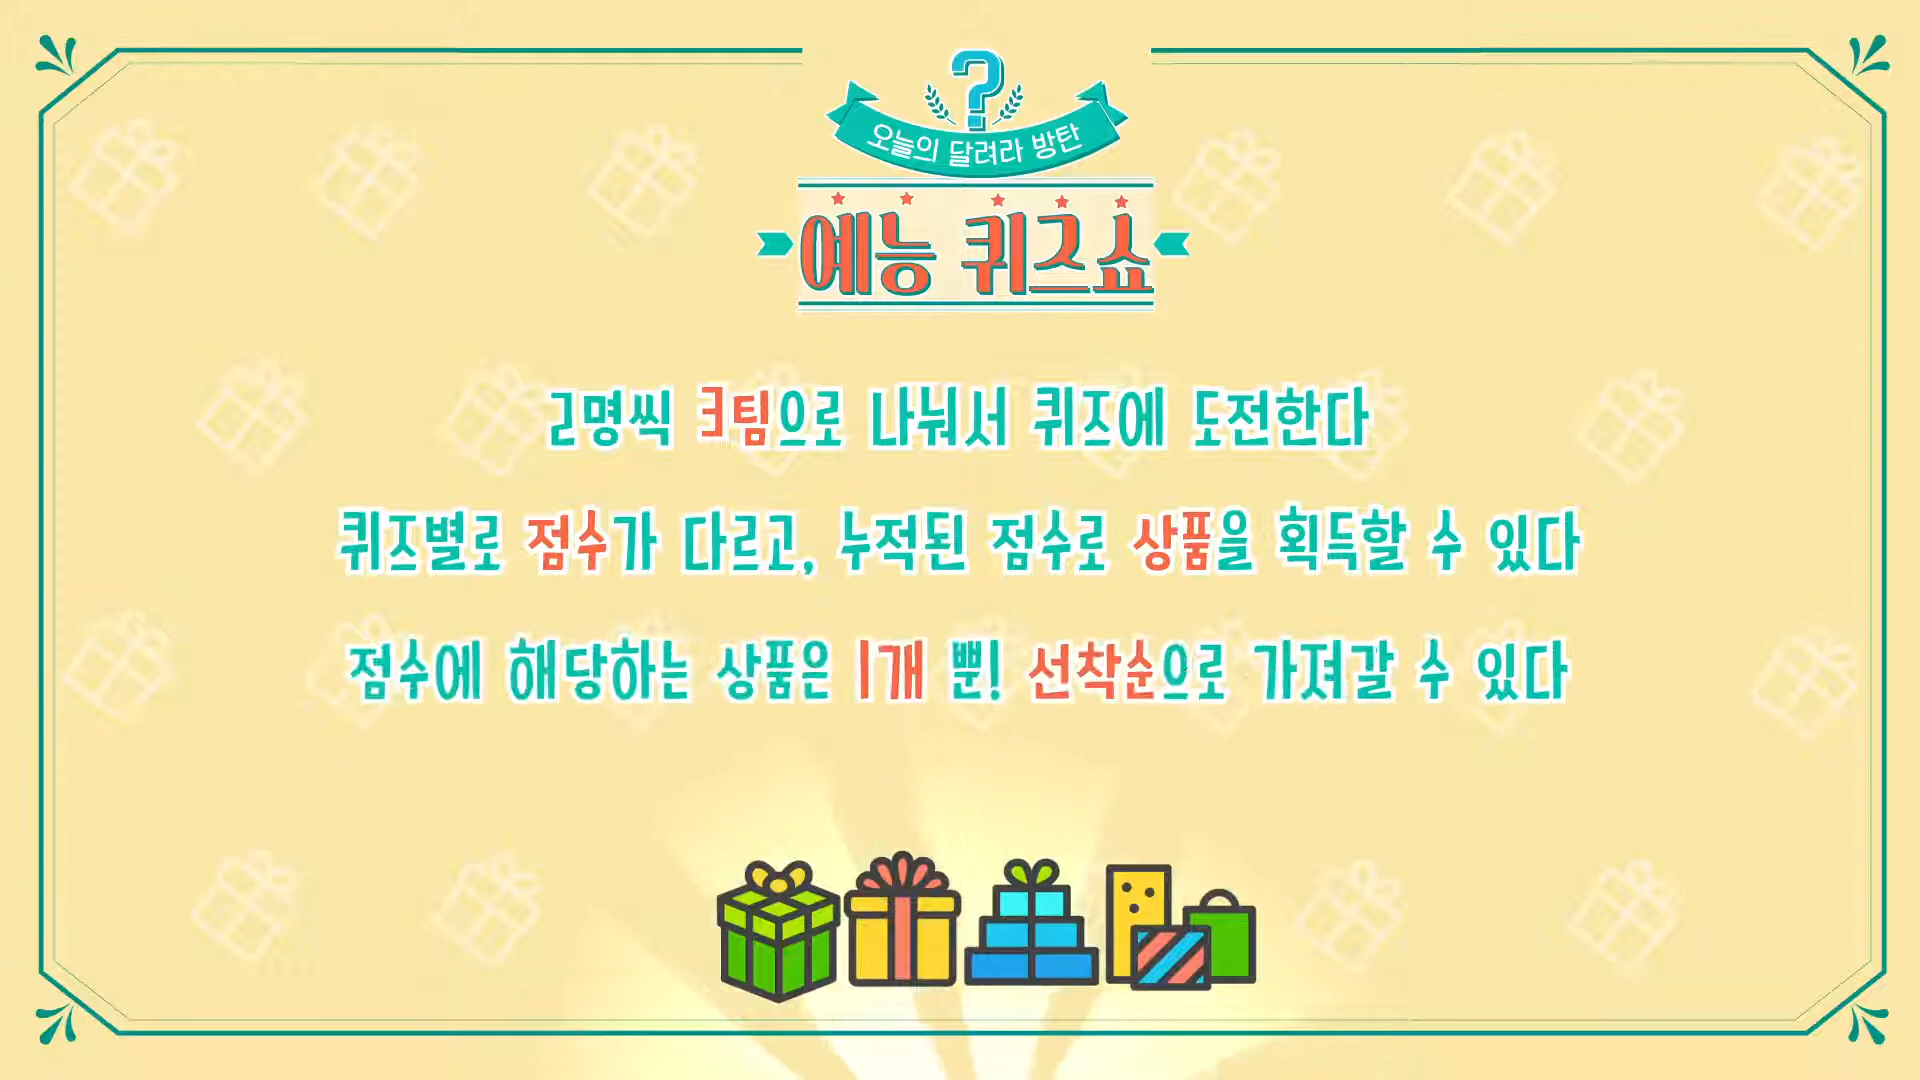 ?
오늘의 달려라 방탄
예능 퀴즈쇼
2명씩 3팀으로 나눠서 퀴즈에 도전한다
퀴즈별로 점수가 다르고, 누적된 점수로 상품을 획득할 수 있다
점수에 해당하는 상품은 1개 뿐! 선착순으로 가져갈 수 있다